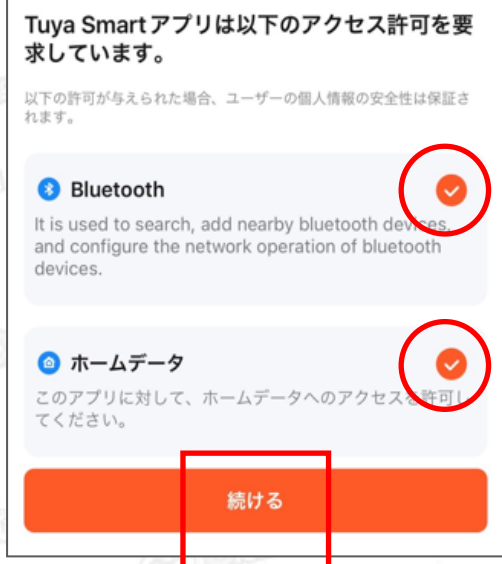 Tuya Smartアプリは以下のアクセス許可を要
求しています。
以下の許可が与えられた場合、ユーザーの個人情報の安全性は保証さ
れます。
Bluetooth
It is used to search, add nearby bluetooth devices,
and configure the network operation of bluetooth
devices.
ホームデータ
このアプリに対して、ホームデータへのアクセスを許可し
てください。
続ける